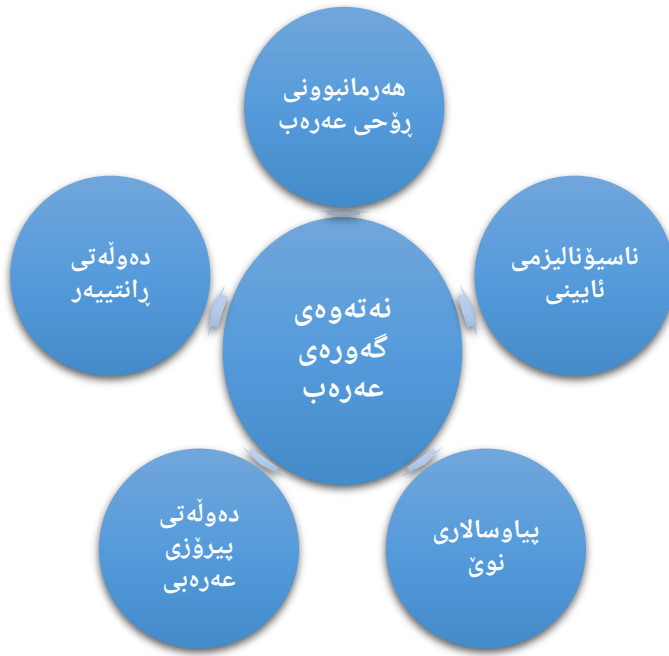 هەرمانبوونی
ڕۆحی عەرەب
ناسیۆنالیزمی
ئایینی
دەوڵەتی
ڕانتییەر
نەتەوەی
گەورەی
عەرەب
پیاوسالاری
نوێ
دەوڵەتی
پیرۆزی
عەرەبی